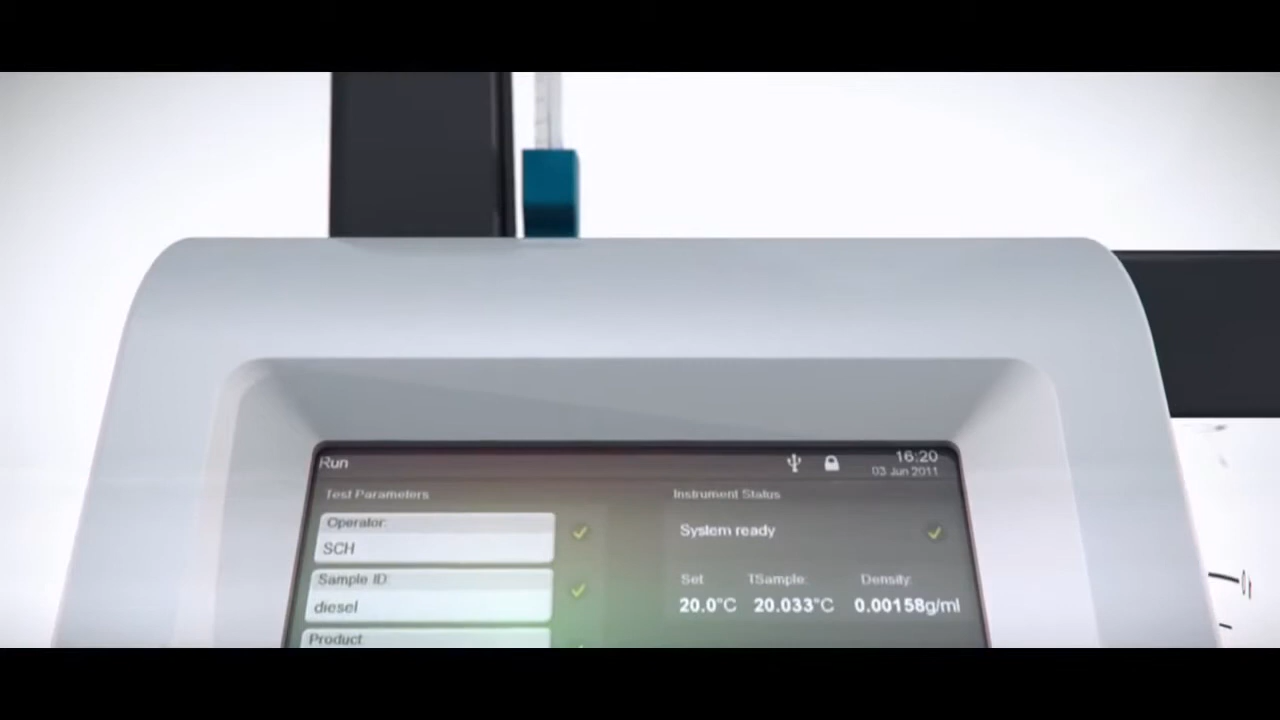 Run
16:20
03 Jun 2011
Test Parameters
Operator:
SCH
Sample ID:
diesel
Product
Instrument Status
System ready
Set TSample: Density:
20.0°C 20.033°C 0.00158g/ml